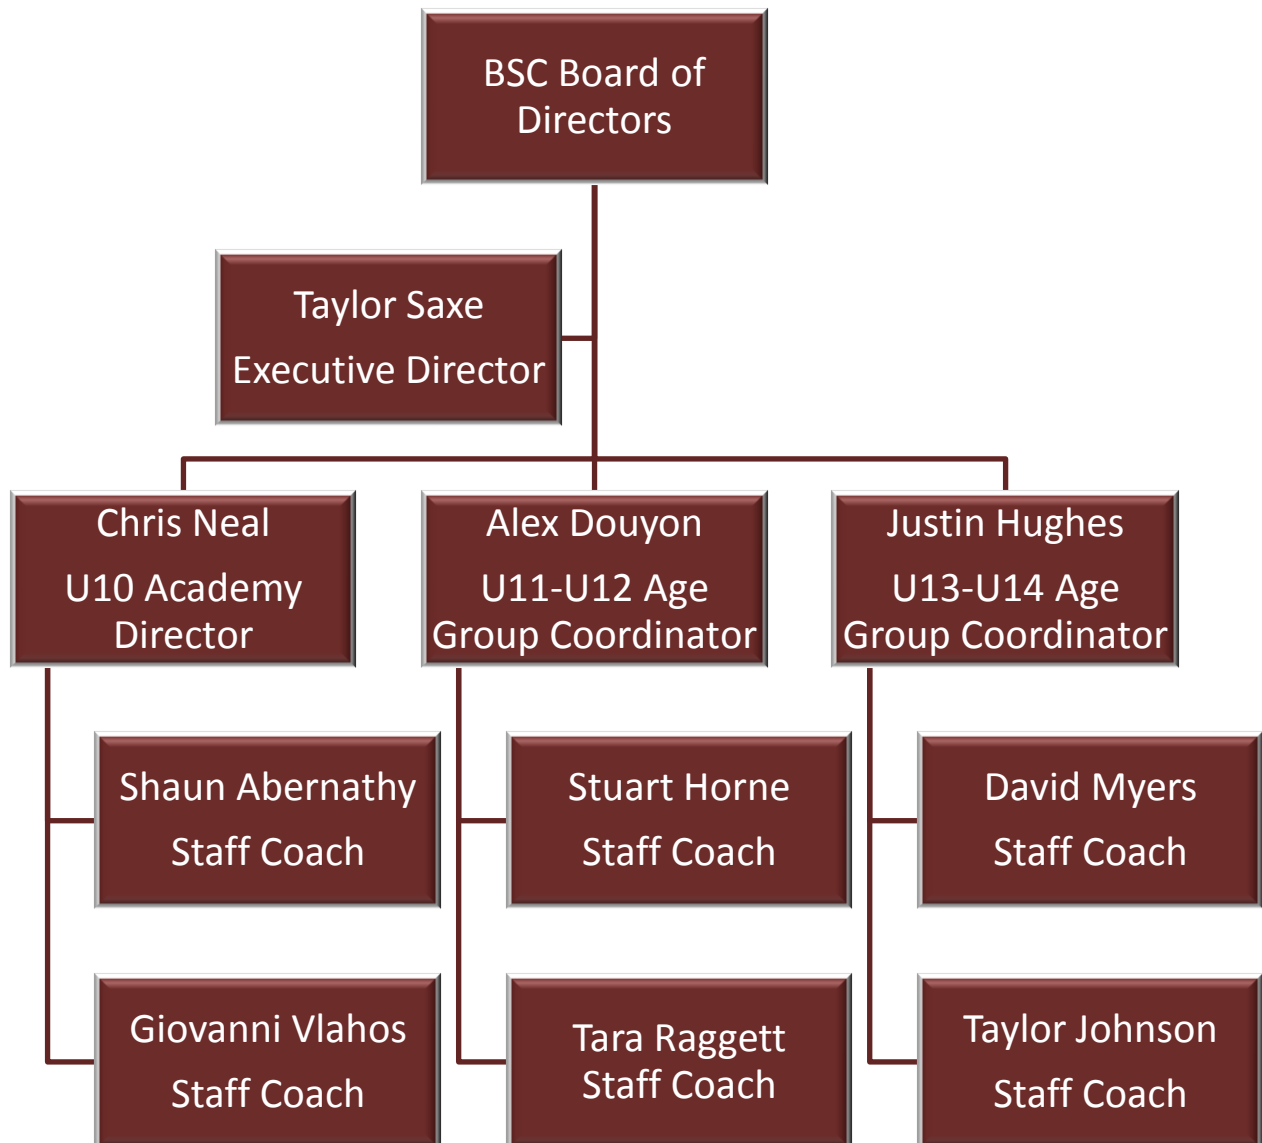 BSC Board of
Directors
Taylor Saxe
Executive Director
Chris Neal
U10 Academy
Director
Alex Douyon
U11-U12 Age
Group Coordinator
Justin Hughes
U13-U14 Age
Group Coordinator
Shaun Abernathy
Staff Coach
Stuart Horne
Staff Coach
David Myers
Staff Coach
Giovanni Vlahos
Staff Coach
Tara Raggett
Staff Coach
Taylor Johnson
Staff Coach